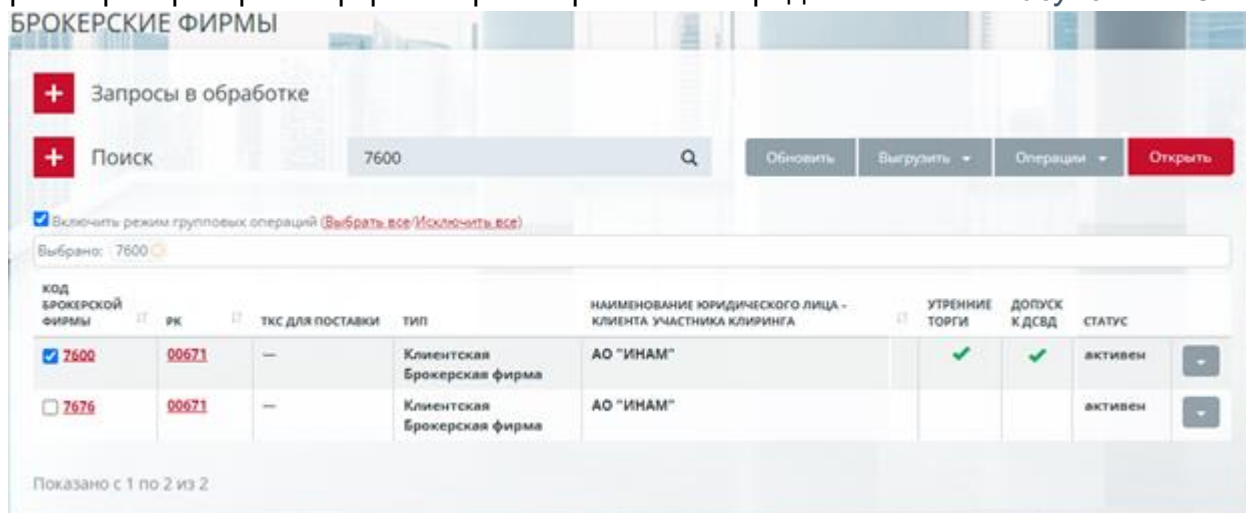 БРОКЕРСКИЕ ФИРМЫ
+ Запросы в обработке
+ Поиск 7600 Обновить Выгрузить Операции Открыть
Включить режим групповых операций (Выбрать все/Исключить все)
Выбрано: 7600
КОД БРОКЕРСКОЙ ФИРМЫ РК ТКС ДЛЯ ПОСТАВКИ ТИП НАИМЕНОВАНИЕ ЮРИДИЧЕСКОГО ЛИЦА - КЛИЕНТА УЧАСТНИКА КЛИРИНГА УТРЕННИЕ ТОРГИ ДОПУСК К ДСВД СТАТУС
7600 00671 — Клиентская Брокерская фирма АО "ИНАМ" ✔ ✔ активен
7676 00671 — Клиентская Брокерская фирма АО "ИНАМ" активен
Показано с 1 по 2 из 2